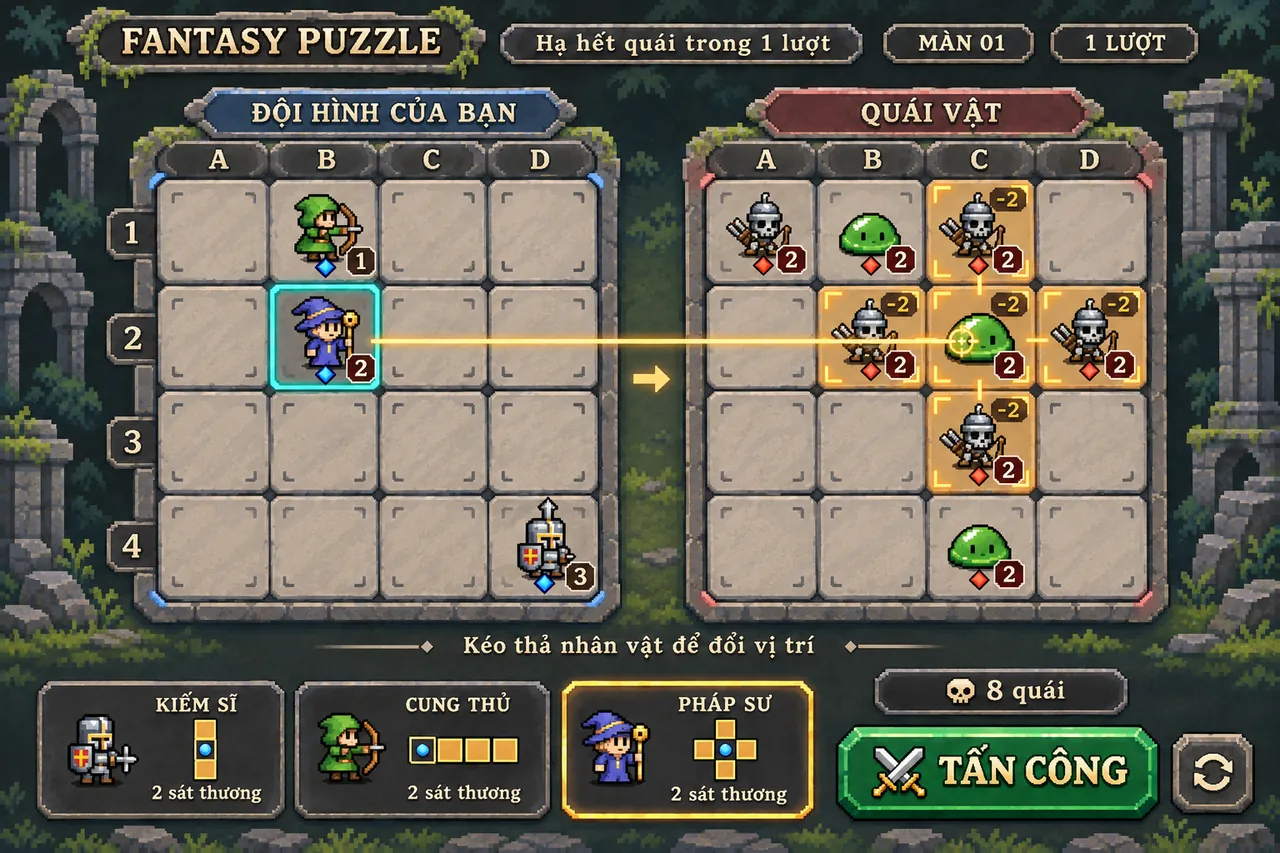 FANTASY PUZZLE
Hạ hết quái trong 1 lượt
MÀN 01
1 LƯỢT
ĐỘI HÌNH CỦA BẠN
QUÁI VẬT
A B C D
A B C D
1
1
2
2
-2
2
2
2
-2
2
-2
2
-2
2
3
-2
2
4
3
2
Kéo thả nhân vật để đổi vị trí
KIẾM SĨ
2 sát thương
CUNG THỦ
2 sát thương
PHÁP SƯ
2 sát thương
8 quái
TẤN CÔNG